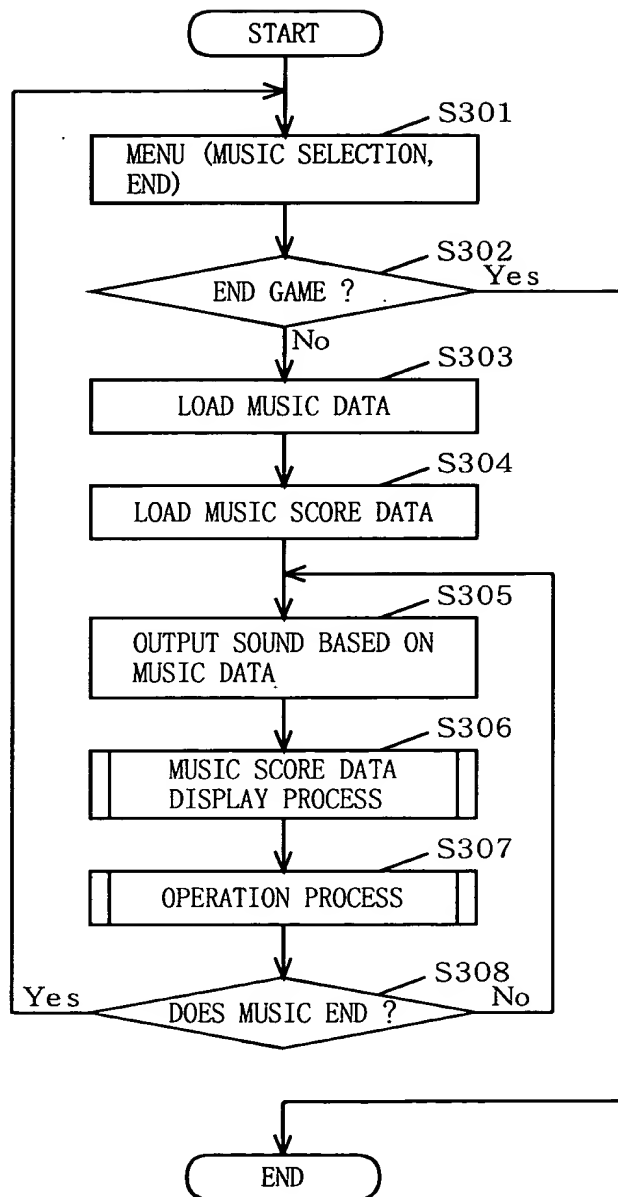 START
S301
MENU (MUSIC SELECTION,
END)
S302
END GAME ?
Yes
No
S303
LOAD MUSIC DATA
S304
LOAD MUSIC SCORE DATA
S305
OUTPUT SOUND BASED ON
MUSIC DATA
S306
MUSIC SCORE DATA
DISPLAY PROCESS
S307
OPERATION PROCESS
S308
Yes
DOES MUSIC END ?
No
END